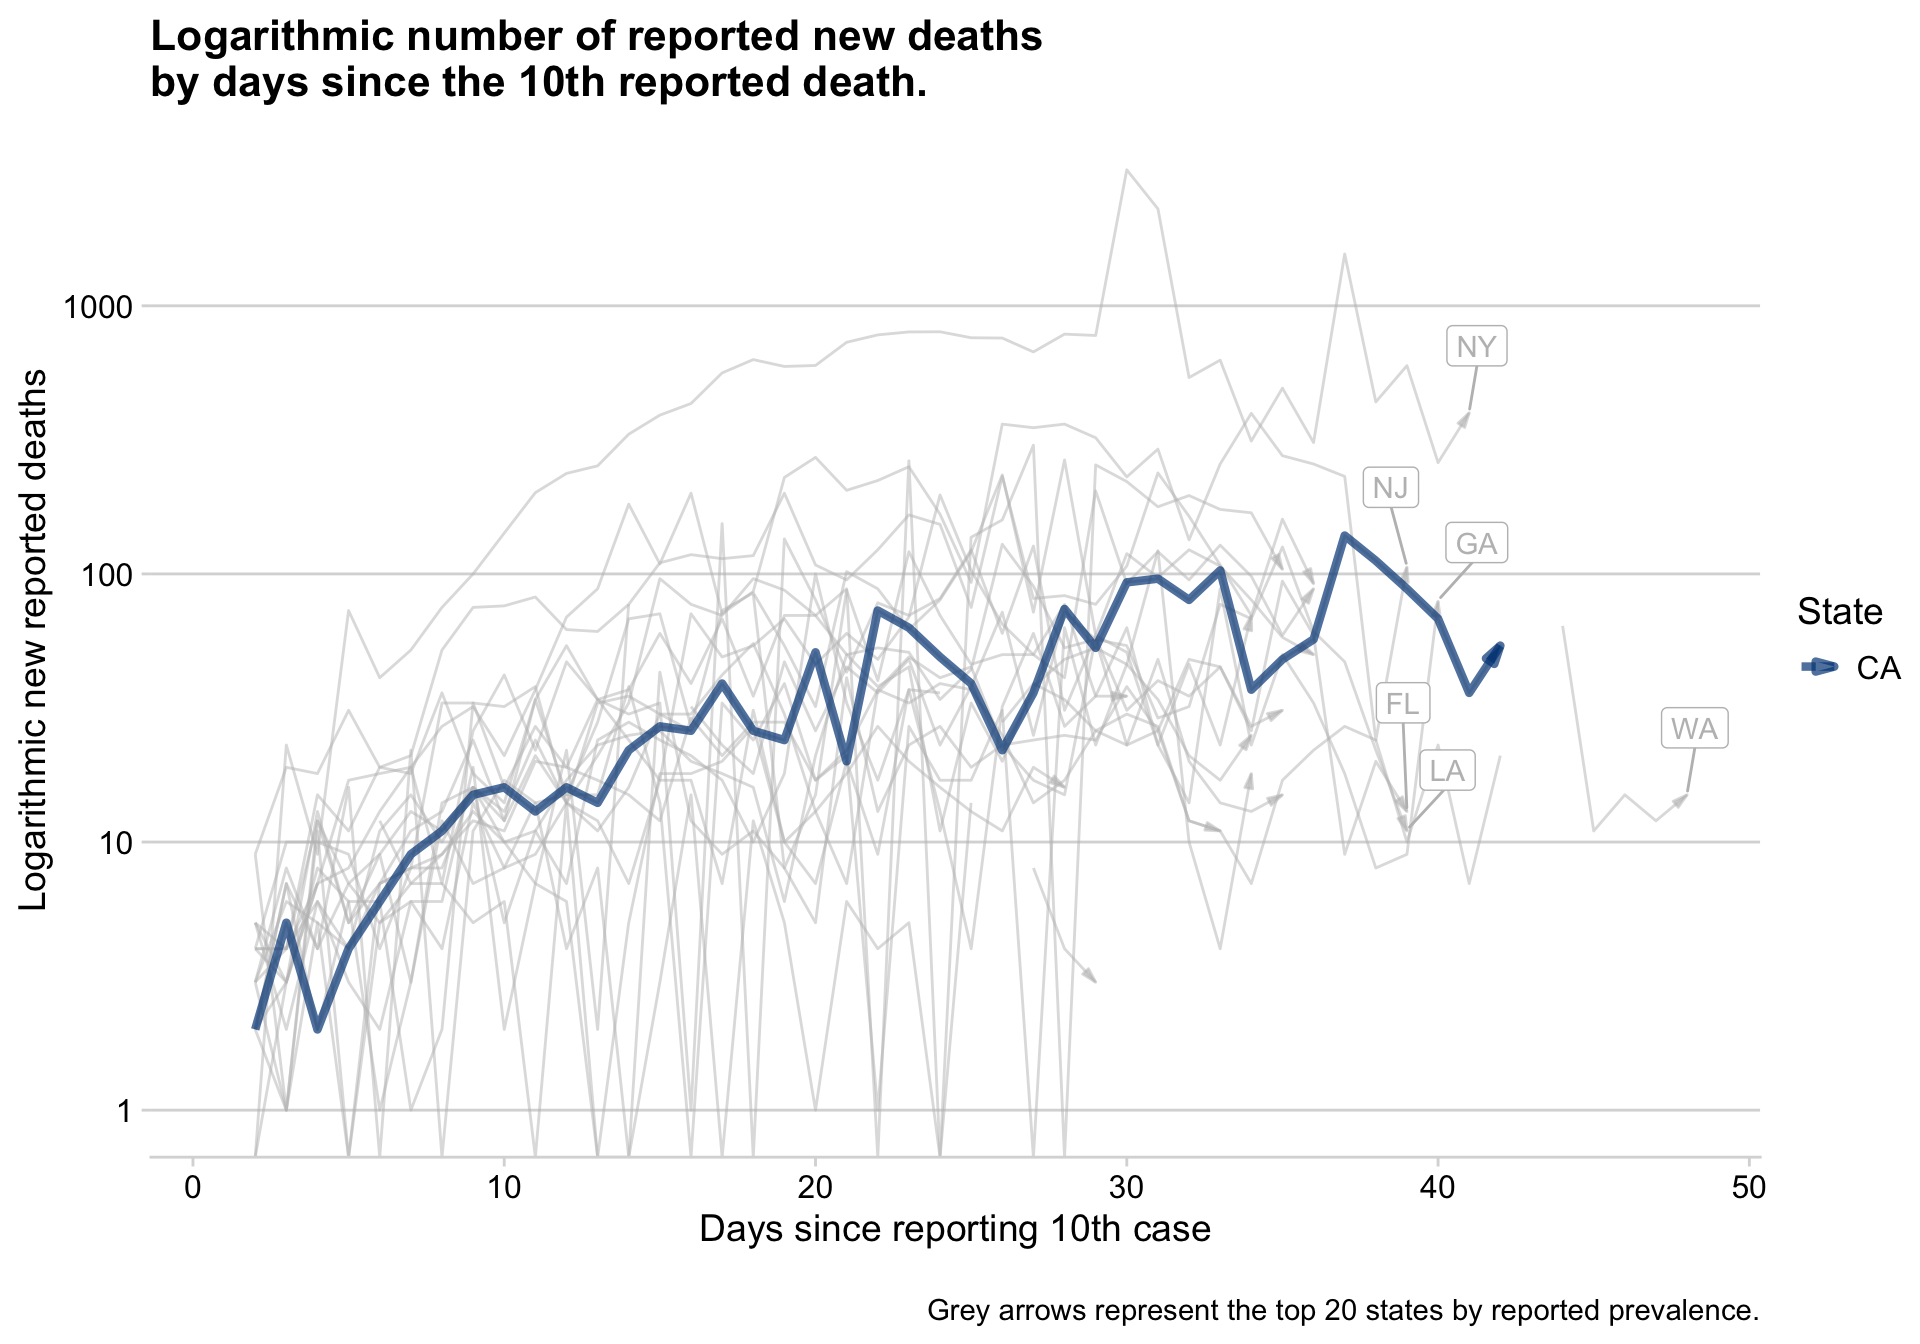 Logarithmic number of reported new deaths
by days since the 10th reported death.
Logarithmic new reported deaths
1000
100
10
1
NY
NJ
GA
FL
LA
WA
State
CA
0 10 20 30 40 50
Days since reporting 10th case
Grey arrows represent the top 20 states by reported prevalence.